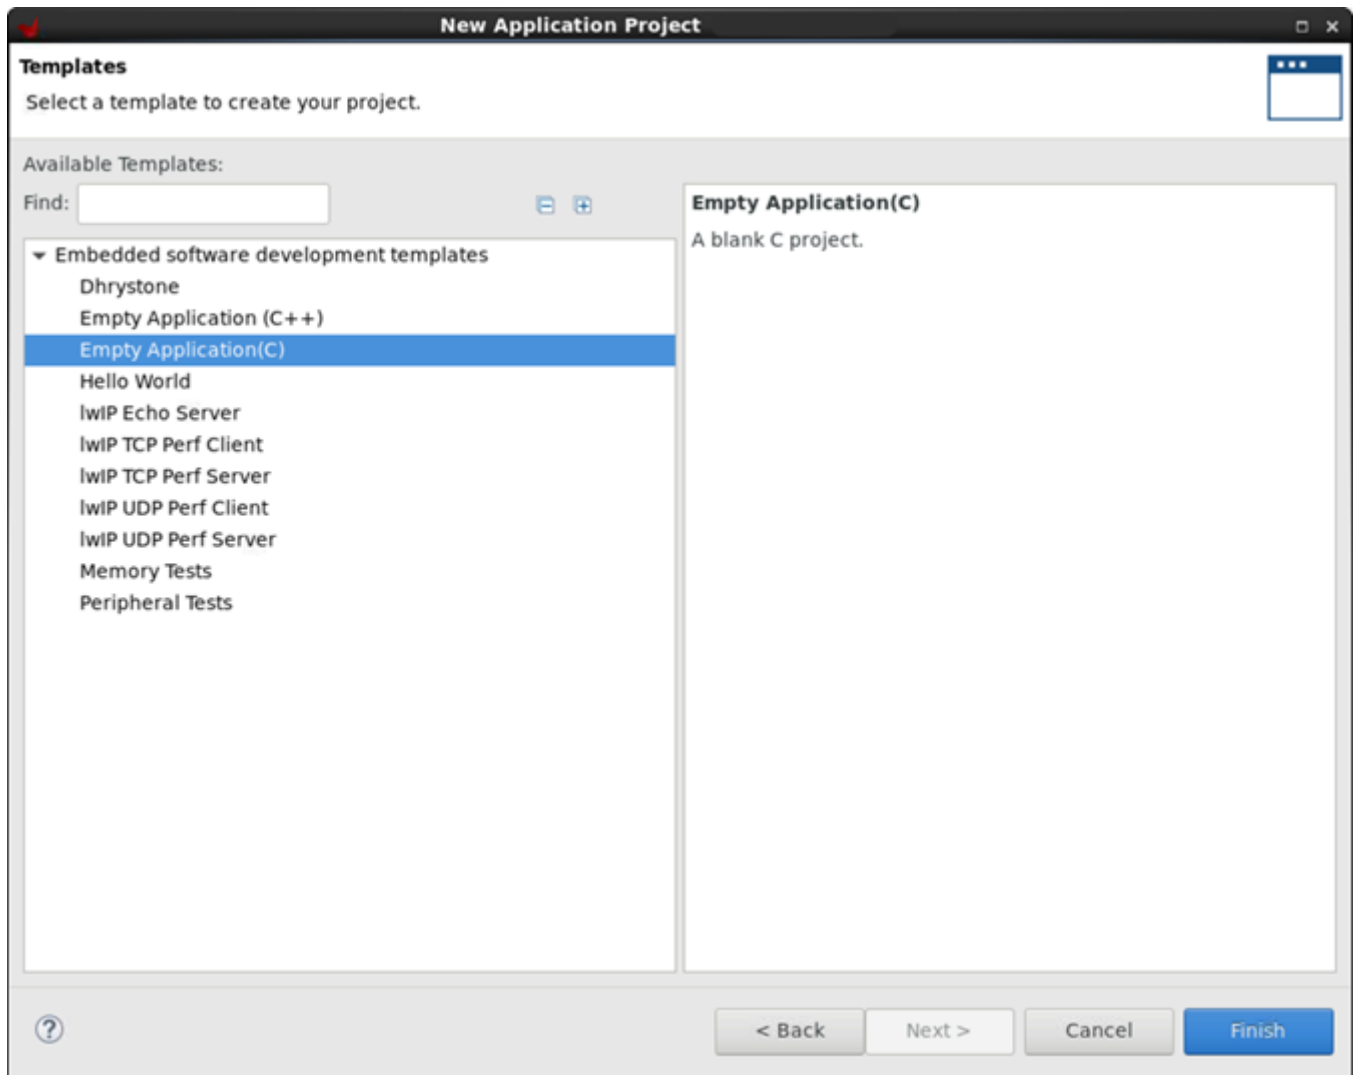 New Application Project
Templates
Select a template to create your project.
Available Templates:
Find:
Embedded software development templates
Dhrystone
Empty Application (C++)
Empty Application(C)
Hello World
lwIP Echo Server
lwIP TCP Perf Client
lwIP TCP Perf Server
lwIP UDP Perf Client
lwIP UDP Perf Server
Memory Tests
Peripheral Tests
Empty Application(C)
A blank C project.
?
< Back
Next >
Cancel
Finish